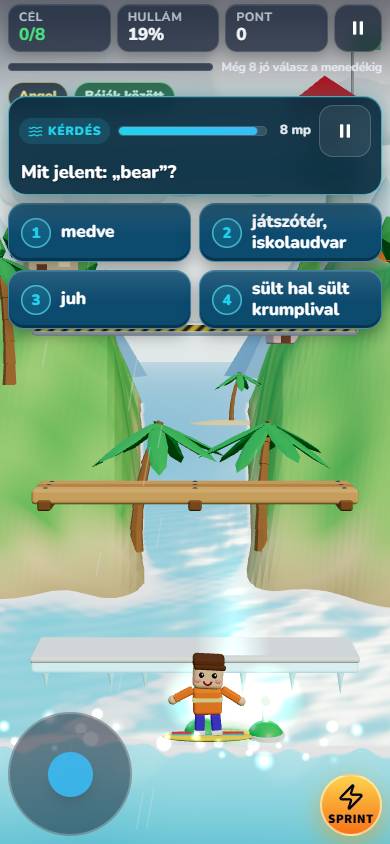 CÉL
0/8
HULLÁM
19%
PONT
0
Még 8 jó válasz a menedékig
Angol
Bóják között
KÉRDÉS
8 mp
Mit jelent: „bear”?
1 medve
2 játszótér,
iskolaudvar
3 juh
4 sült hal sült
krumplival
SPRINT